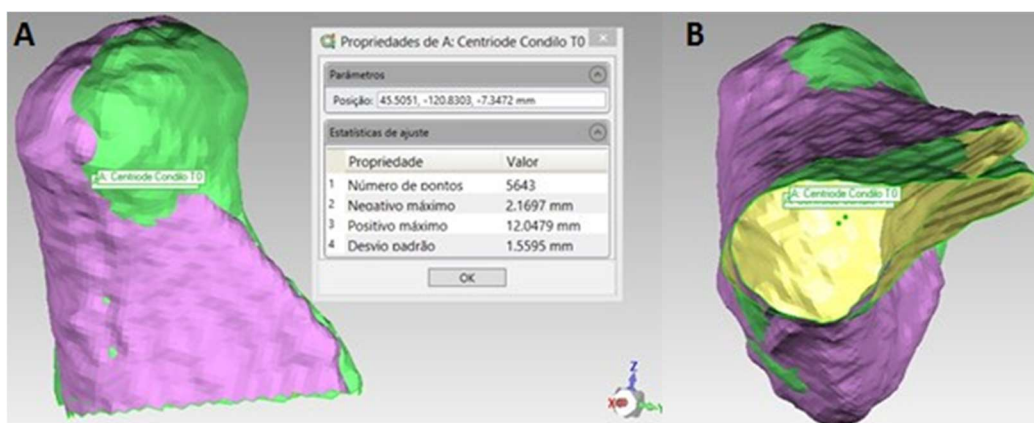 A
Propriedades de A: Centriode Condilo T0
Parâmetros
Posição: 45.5051, -120.8303, -7.3472 mm
Estatísticas de ajuste
Propriedade Valor
1 Número de pontos 5643
2 Negativo máximo 2.1697 mm
3 Positivo máximo 12.0479 mm
4 Desvio padrão 1.5595 mm
OK
A: Centriode Condilo T0
B
A: Centriode Condilo T0
Z
X